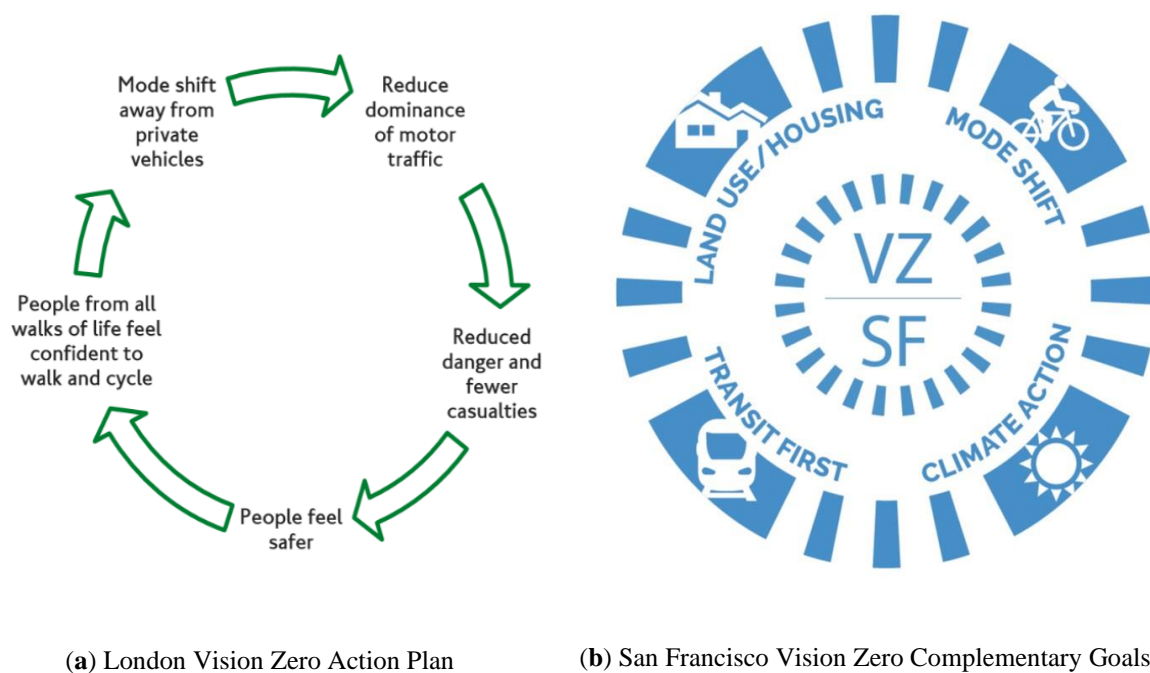 Mode shift
away from
private
vehicles
Reduce
dominance
of motor
traffic
Reduced
danger and
fewer
casualties
People feel
safer
People from all
walks of life feel
confident to
walk and cycle
(a) London Vision Zero Action Plan
LAND USE/HOUSING
MODE SHIFT
VZ
SF
TRANSIT FIRST
CLIMATE ACTION
(b) San Francisco Vision Zero Complementary Goals